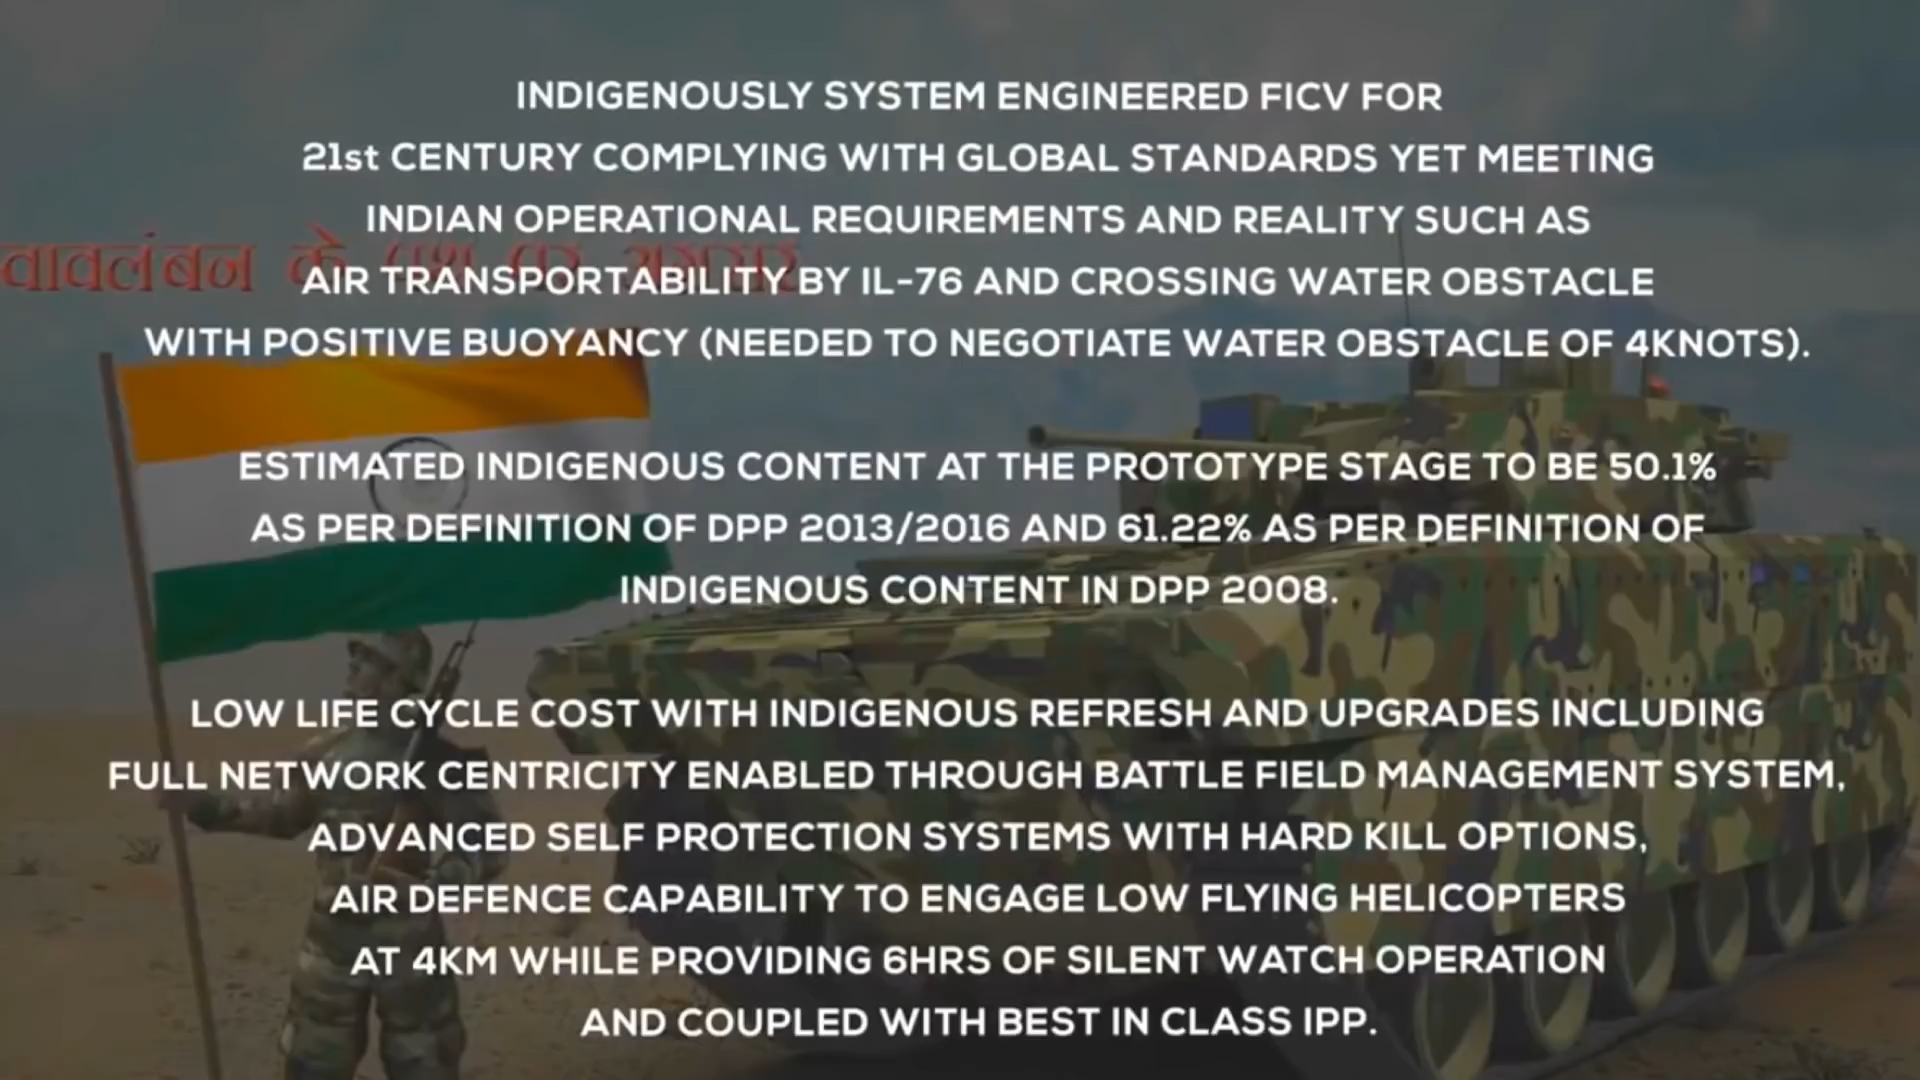 INDIGENOUSLY SYSTEM ENGINEERED FICV FOR
21st CENTURY COMPLYING WITH GLOBAL STANDARDS YET MEETING
INDIAN OPERATIONAL REQUIREMENTS AND REALITY SUCH AS
वावलंबन के पथ पर अग्रसर
AIR TRANSPORTABILITY BY IL-76 AND CROSSING WATER OBSTACLE
WITH POSITIVE BUOYANCY (NEEDED TO NEGOTIATE WATER OBSTACLE OF 4KNOTS).
ESTIMATED INDIGENOUS CONTENT AT THE PROTOTYPE STAGE TO BE 50.1%
AS PER DEFINITION OF DPP 2013/2016 AND 61.22% AS PER DEFINITION OF
INDIGENOUS CONTENT IN DPP 2008.
LOW LIFE CYCLE COST WITH INDIGENOUS REFRESH AND UPGRADES INCLUDING
FULL NETWORK CENTRICITY ENABLED THROUGH BATTLE FIELD MANAGEMENT SYSTEM,
ADVANCED SELF PROTECTION SYSTEMS WITH HARD KILL OPTIONS,
AIR DEFENCE CAPABILITY TO ENGAGE LOW FLYING HELICOPTERS
AT 4KM WHILE PROVIDING 6HRS OF SILENT WATCH OPERATION
AND COUPLED WITH BEST IN CLASS IPP.